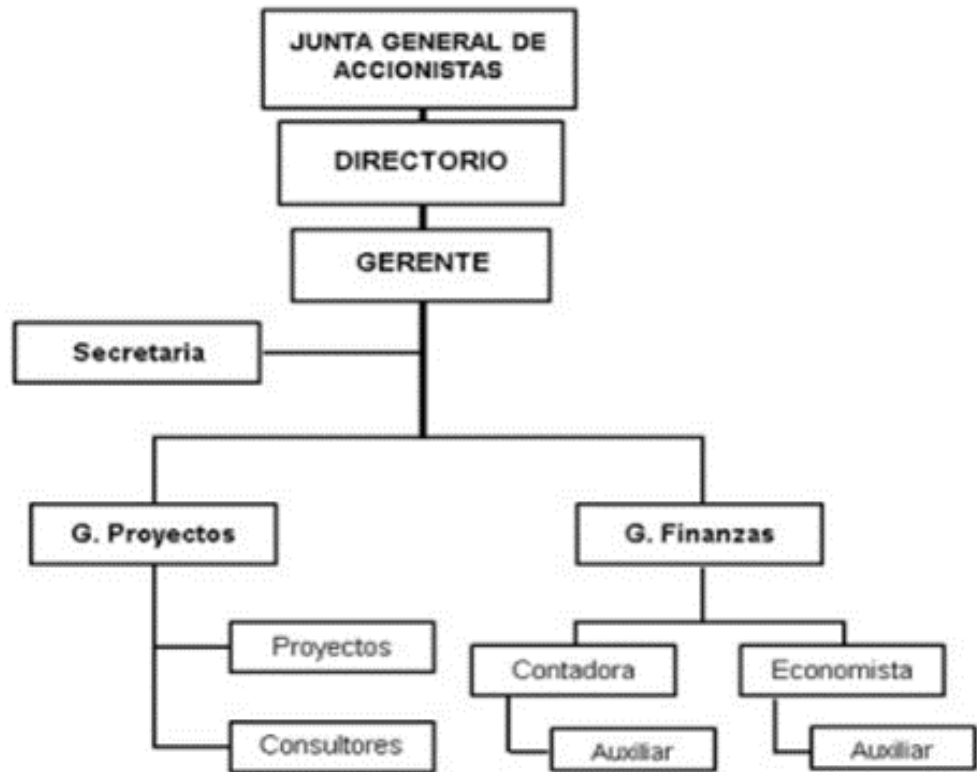 JUNTA GENERAL DE
ACCIONISTAS
DIRECTORIO
GERENTE
Secretaria
G. Proyectos
G. Finanzas
Proyectos
Contadora
Economista
Consultores
Auxiliar
Auxiliar